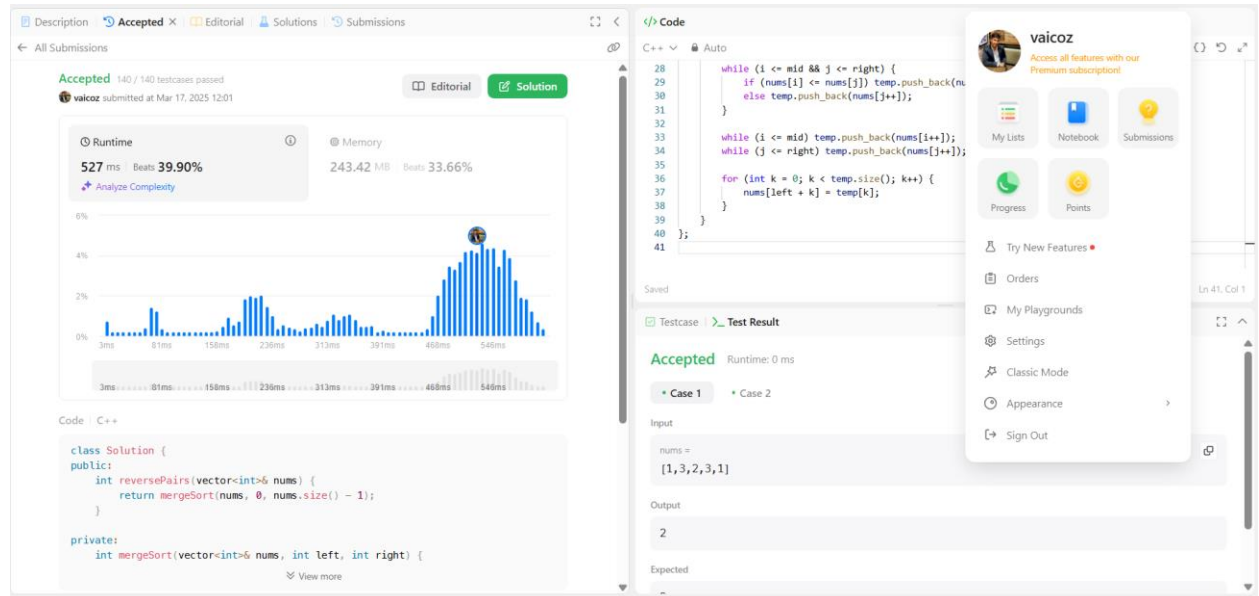 Description Accepted × Editorial Solutions Submissions
← All Submissions
Accepted 140 / 140 testcases passed
vaicoz submitted at Mar 17, 2025 12:01
Editorial Solution
Runtime
527 ms Beats 39.90%
Analyze Complexity
Memory
243.42 MB Beats 33.66%
6%
4%
2%
0%
3ms 81ms 158ms 236ms 313ms 391ms 468ms 546ms
3ms 81ms 158ms 236ms 313ms 391ms 468ms 546ms
Code C++
class Solution {
public:
int reversePairs(vector<int>& nums) {
return mergeSort(nums, 0, nums.size() - 1);
}
private:
int mergeSort(vector<int>& nums, int left, int right) {
View more
</> Code
C++ Auto
28 while (i <= mid && j <= right) {
29 if (nums[i] <= nums[j]) temp.push_back(nu
30 else temp.push_back(nums[j++]);
31 }
32
33 while (i <= mid) temp.push_back(nums[i++]);
34 while (j <= right) temp.push_back(nums[j++]);
35
36 for (int k = 0; k < temp.size(); k++) {
37 nums[left + k] = temp[k];
38 }
39 }
40 };
41
Saved Ln 41, Col 1
Testcase >_ Test Result
Accepted Runtime: 0 ms
• Case 1 • Case 2
Input
nums =
[1,3,2,3,1]
Output
2
Expected
vaicoz
Access all features with our
Premium subscription!
My Lists Notebook Submissions
Progress Points
Try New Features
Orders
My Playgrounds
Settings
Classic Mode
Appearance
Sign Out